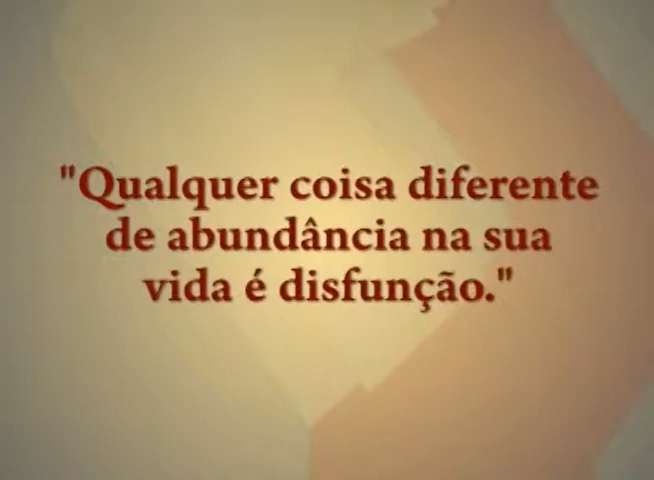 "Qualquer coisa diferente
de abundância na sua
vida é disfunção."